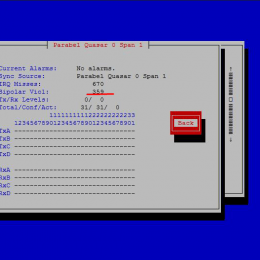 Parabel Quasar 0 Span 1
Current Alarms: No alarms.
Sync Source: Parabel Quasar 0 Span 1
IRQ Misses: 670
Bipolar Viol: 359
Tx/Rx Levels: 0/ 0
Total/Conf/Act: 31/ 31/ 0
1111111111222222222233
1234567890123456789012345678901
TxA -------------------------------
TxB -------------------------------
TxC -------------------------------
TxD -------------------------------
RxA -------------------------------
RxB -------------------------------
RxC -------------------------------
RxD -------------------------------
Back